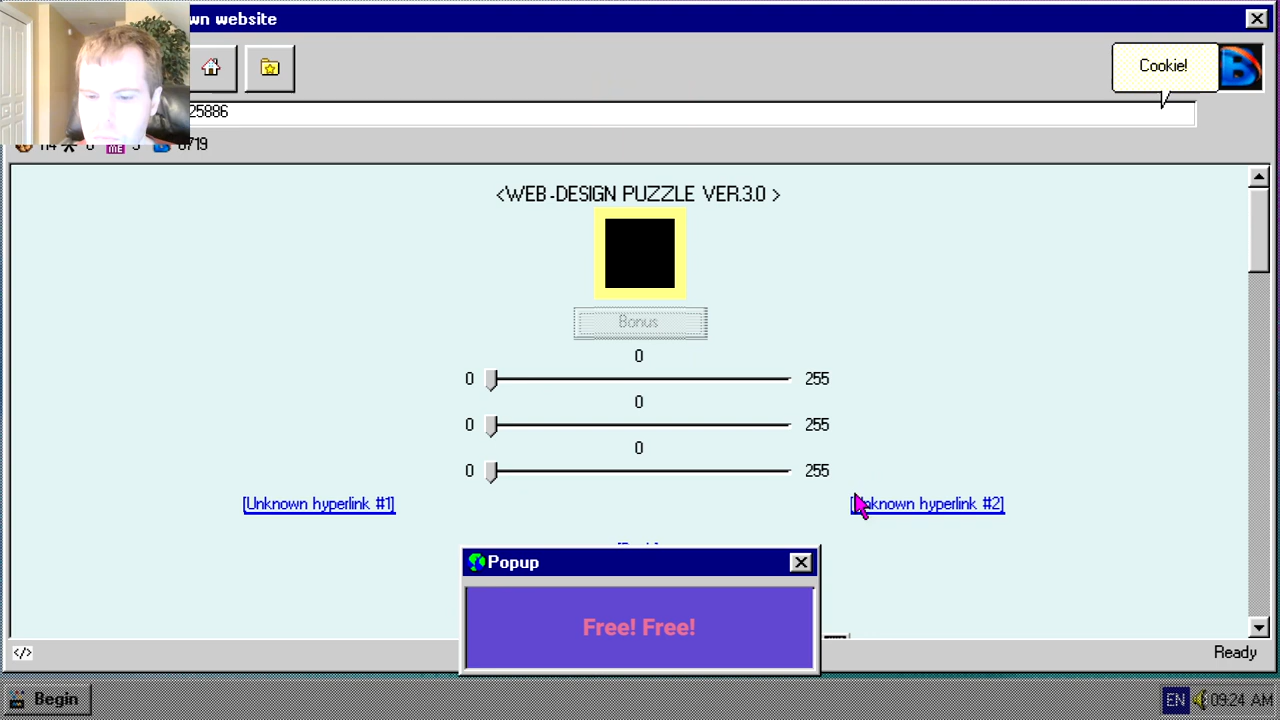 wn website
Cookie!
25886
<WEB-DESIGN PUZZLE VER.3.0 >
Bonus
0
0 255
0
0 255
0
0 255
[Unknown hyperlink #1] [Unknown hyperlink #2]
Popup
Free! Free!
</> Ready
Begin EN 09:24 AM